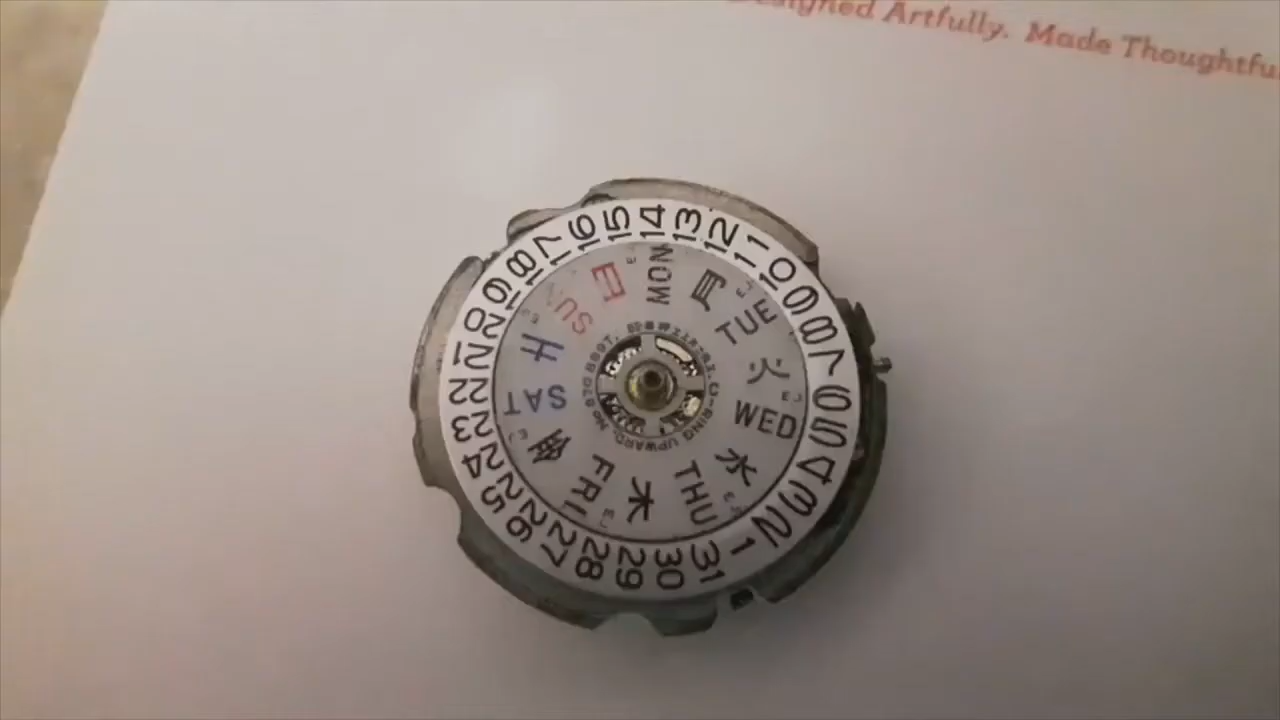 Designed Artfully. Made Thoughtfu
1 2 3 4 5 6 7 8 9 10 11 12 13 14 15 16 17 18 19 20 21 22 23 24 25 26 27 28 29 30 31
SUN 日 MON 月 TUE 火 WED 水 THU 木 FRI 金 SAT 土
RING UPWARD.